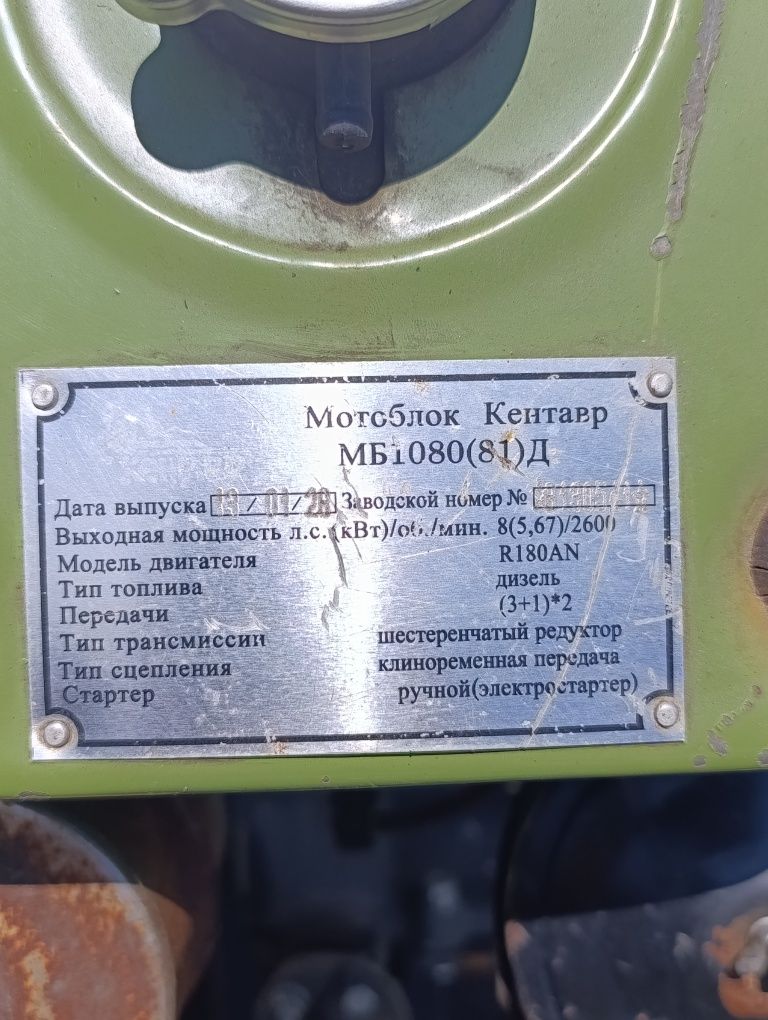 Мотоблок Кентавр
МБ1080(81)Д
Дата выпуска Заводской номер №
Выходная мощность л.с.(кВт)/об./мин. 8(5,67)/2600
Модель двигателя R180AN
Тип топлива дизель
Передачи (3+1)*2
Тип трансмиссии шестеренчатый редуктор
Тип сцепления клиноременная передача
Стартер ручной(электростартер)